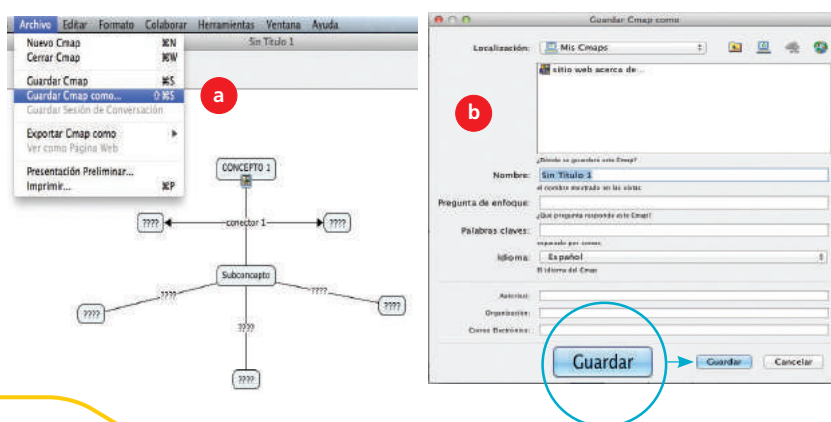 Archivo Editar Formato Colaborar Herramientas Ventana Ayuda
Sin Titulo 1
Nuevo Cmap ⌘N
Cerrar Cmap ⌘W
Guardar Cmap ⌘S
Guardar Cmap como... ⇧⌘S
Guardar Sesión de Conversación
Exportar Cmap como
Ver como Página Web
Presentación Preliminar...
Imprimir... ⌘P
a
CONCEPTO 1
???? conector 1 ????
Subconcepto
???? ????
???? ????
????
????
Guardar Cmap como
Localización: Mis Cmaps
sitio web acerca de...
b
¿Dónde se guardará este Cmap?
Nombre: Sin Titulo 1
el nombre mostrado en las vistas
Pregunta de enfoque:
¿Qué pregunta responde este Cmap?
Palabras claves:
separado por comas
Idioma: Español
El idioma del Cmap
Autor(es):
Organización:
Correo Electrónico:
Guardar
Guardar Cancelar